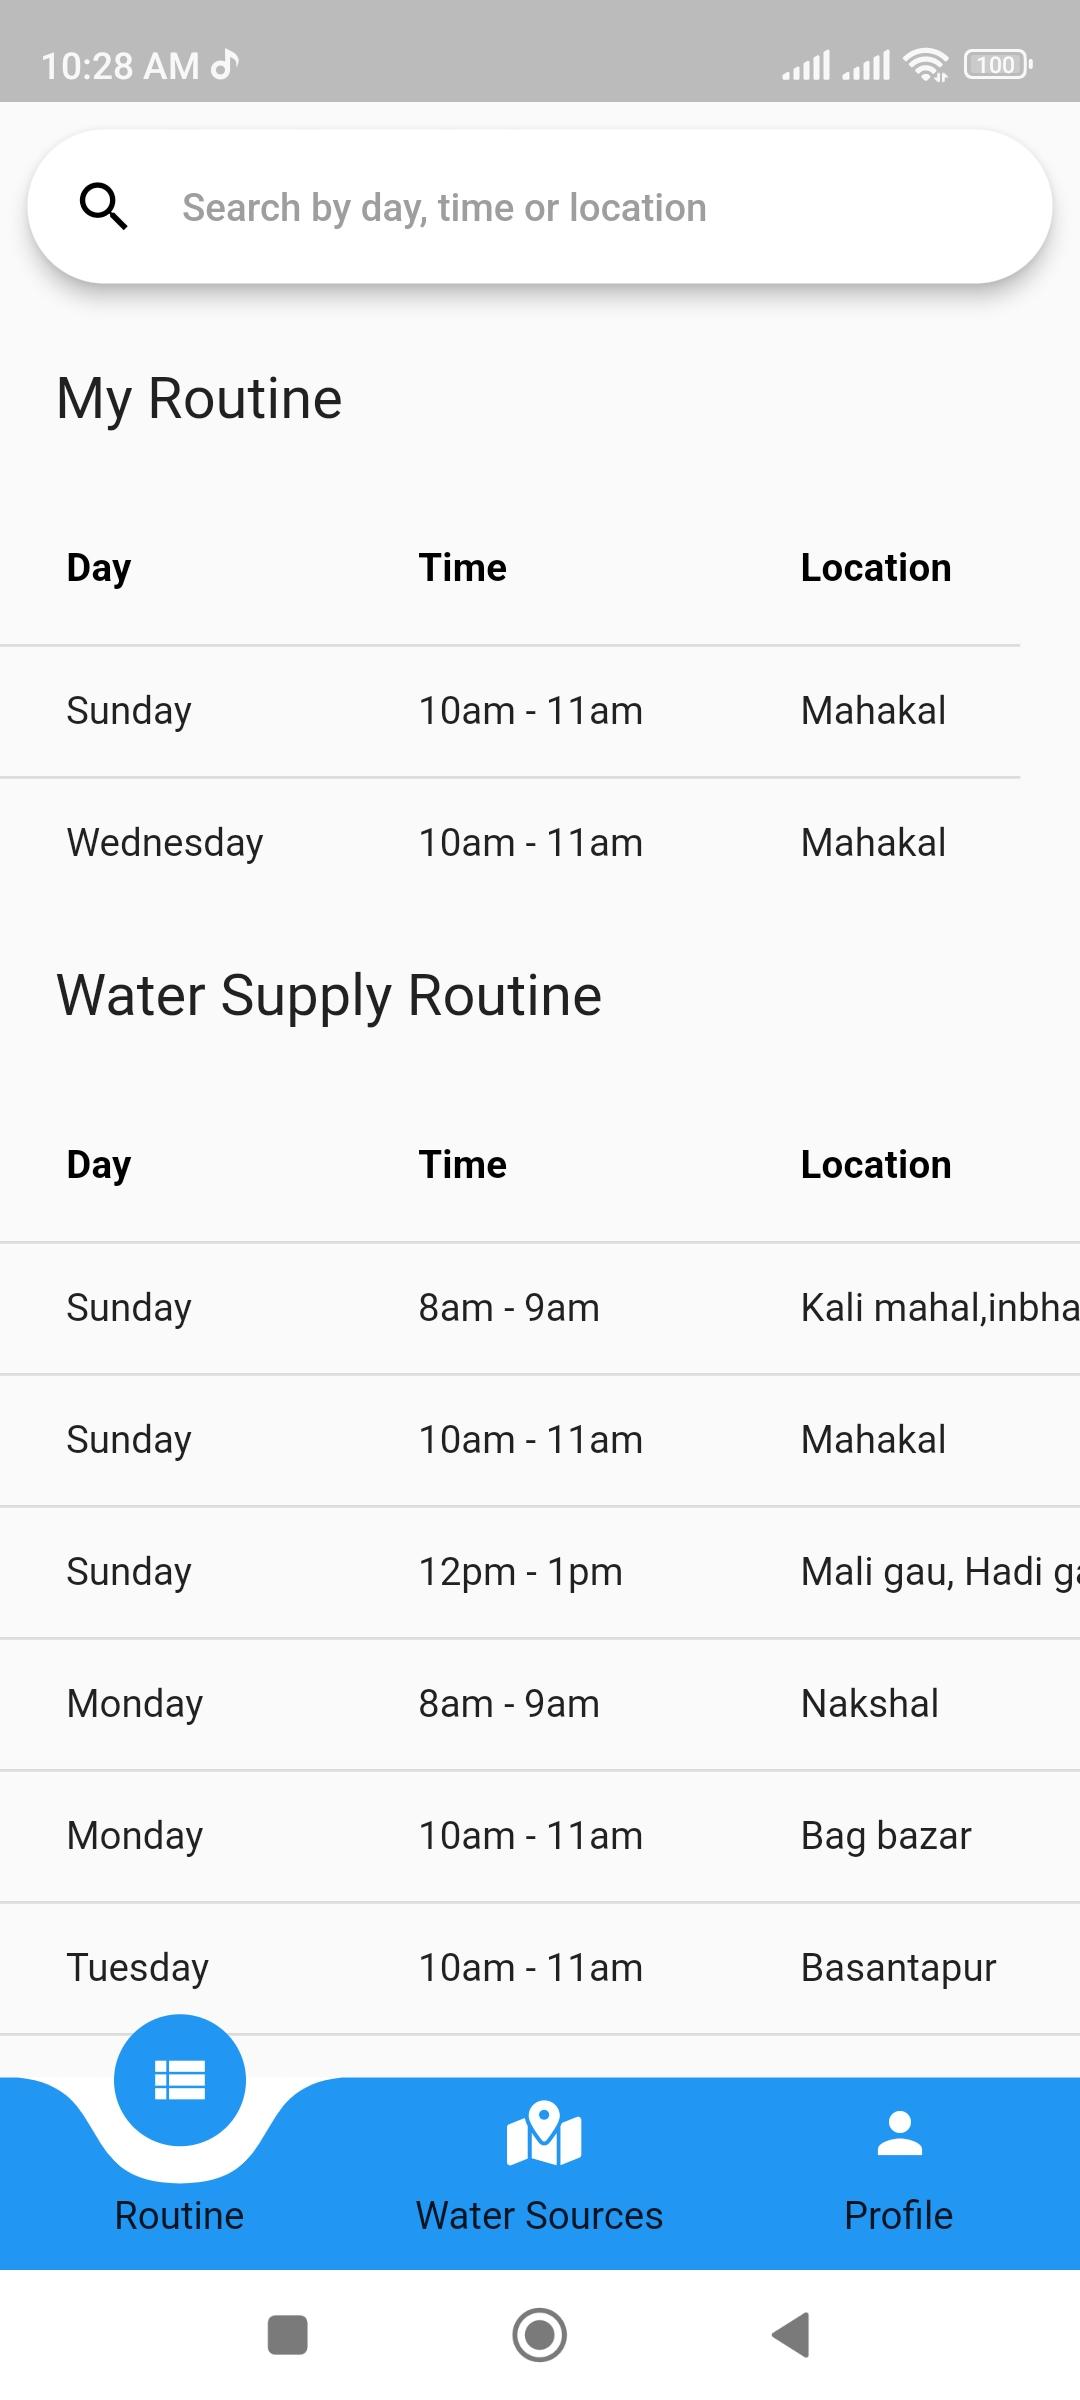 10:28 AM
100
Search by day, time or location
My Routine
Day Time Location
Sunday 10am - 11am Mahakal
Wednesday 10am - 11am Mahakal
Water Supply Routine
Day Time Location
Sunday 8am - 9am Kali mahal,inbha
Sunday 10am - 11am Mahakal
Sunday 12pm - 1pm Mali gau, Hadi ga
Monday 8am - 9am Nakshal
Monday 10am - 11am Bag bazar
Tuesday 10am - 11am Basantapur
Routine Water Sources Profile